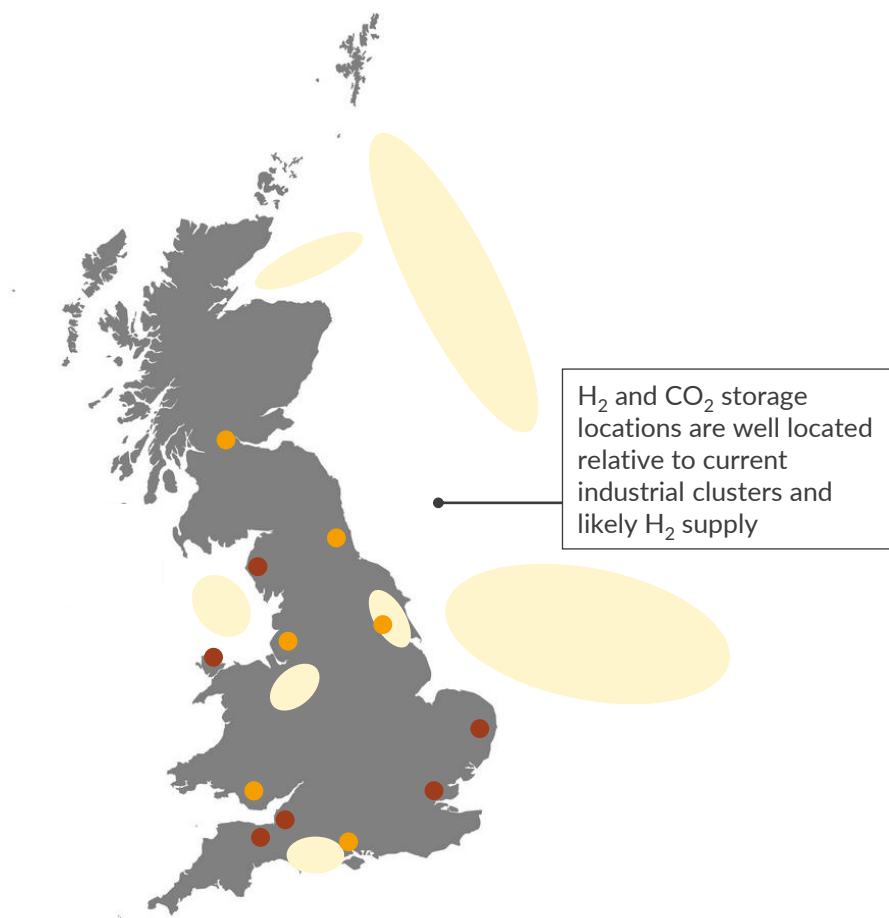 H₂ and CO₂ storage
locations are well located
relative to current
industrial clusters and
likely H₂ supply